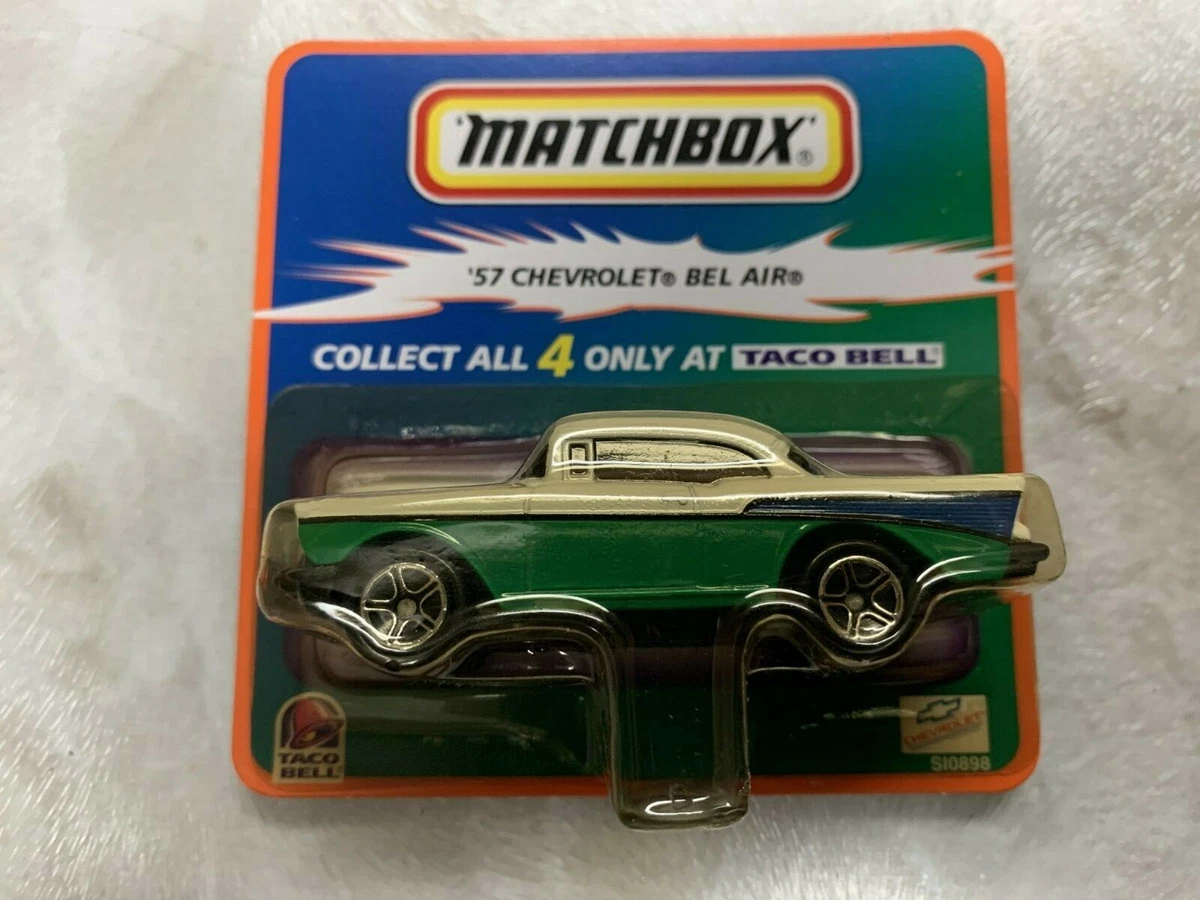 'MATCHBOX'®
'57 CHEVROLET® BEL AIR®
COLLECT ALL 4 ONLY AT TACO BELL®
TACO
BELL®
CHEVROLET
SI0898